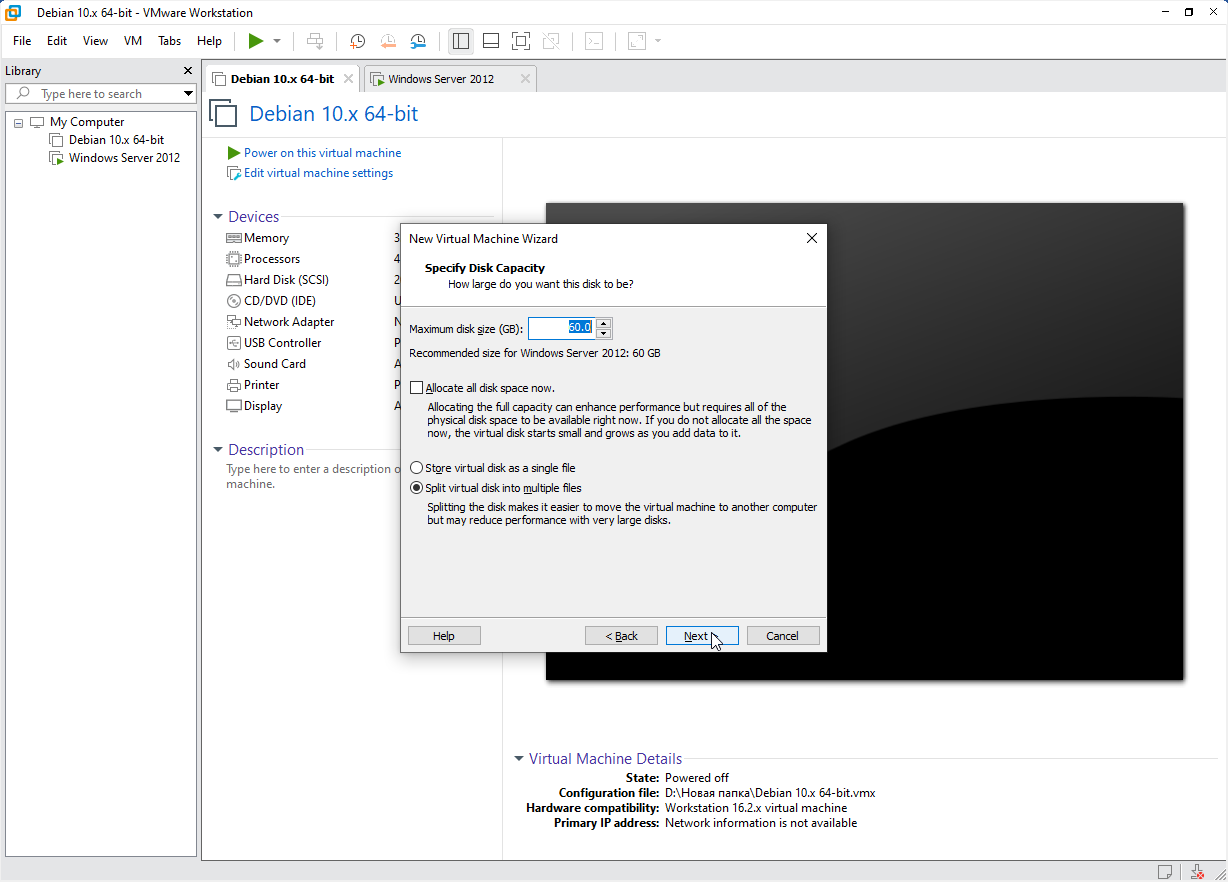 Debian 10.x 64-bit - VMware Workstation
File Edit View VM Tabs Help
Library
Type here to search
My Computer
Debian 10.x 64-bit
Windows Server 2012
Debian 10.x 64-bit
Windows Server 2012
Debian 10.x 64-bit
Power on this virtual machine
Edit virtual machine settings
Devices
Memory 3
Processors 4
Hard Disk (SCSI) 2
CD/DVD (IDE)
Network Adapter
USB Controller
Sound Card A
Printer
Display A
Description
Type here to enter a description o
machine.
New Virtual Machine Wizard
Specify Disk Capacity
How large do you want this disk to be?
Maximum disk size (GB): 60.0
Recommended size for Windows Server 2012: 60 GB
Allocate all disk space now.
Allocating the full capacity can enhance performance but requires all of the
physical disk space to be available right now. If you do not allocate all the space
now, the virtual disk starts small and grows as you add data to it.
Store virtual disk as a single file
Split virtual disk into multiple files
Splitting the disk makes it easier to move the virtual machine to another computer
but may reduce performance with very large disks.
Help
< Back
Next >
Cancel
Virtual Machine Details
State: Powered off
Configuration file: D:\Новая папка\Debian 10.x 64-bit.vmx
Hardware compatibility: Workstation 16.2.x virtual machine
Primary IP address: Network information is not available